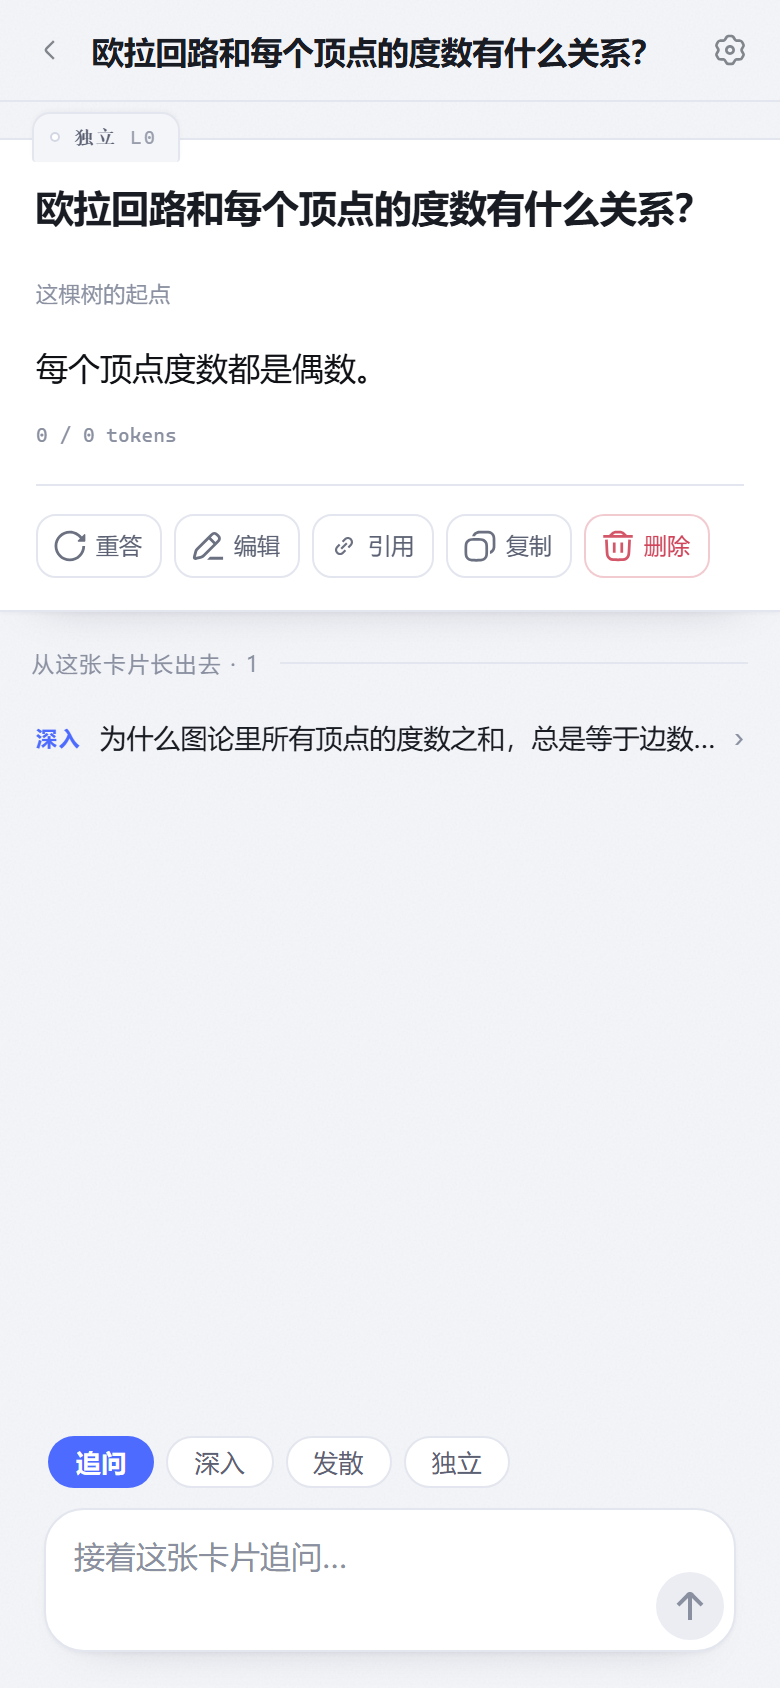 欧拉回路和每个顶点的度数有什么关系？
独立 L0
欧拉回路和每个顶点的度数有什么关系？
这棵树的起点
每个顶点度数都是偶数。
0 / 0 tokens
重答 编辑 引用 复制 删除
从这张卡片长出去 · 1
深入 为什么图论里所有顶点的度数之和，总是等于边数...
追问 深入 发散 独立
接着这张卡片追问...